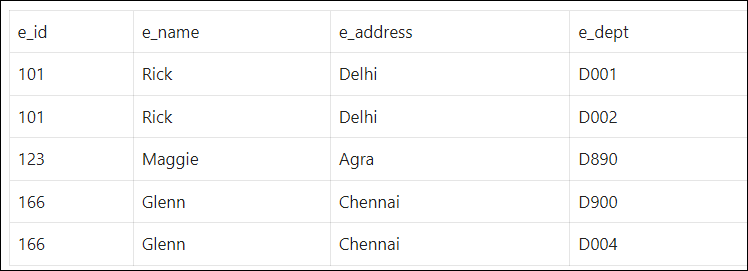 e_id e_name e_address e_dept
101 Rick Delhi D001
101 Rick Delhi D002
123 Maggie Agra D890
166 Glenn Chennai D900
166 Glenn Chennai D004